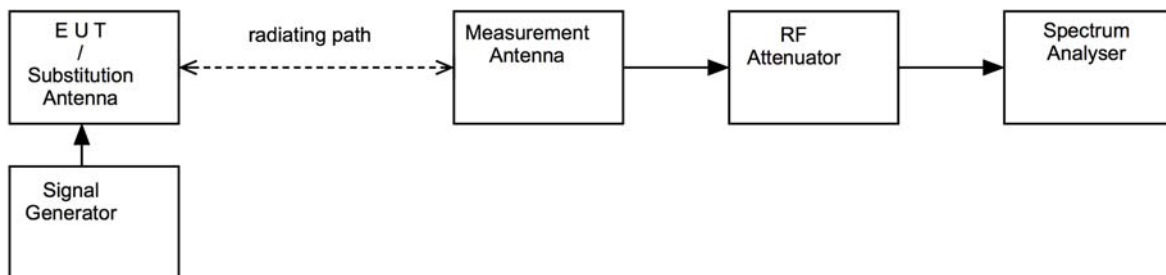 E U T
/
Substitution
Antenna
radiating path
Measurement
Antenna
RF
Attenuator
Spectrum
Analyser
Signal
Generator